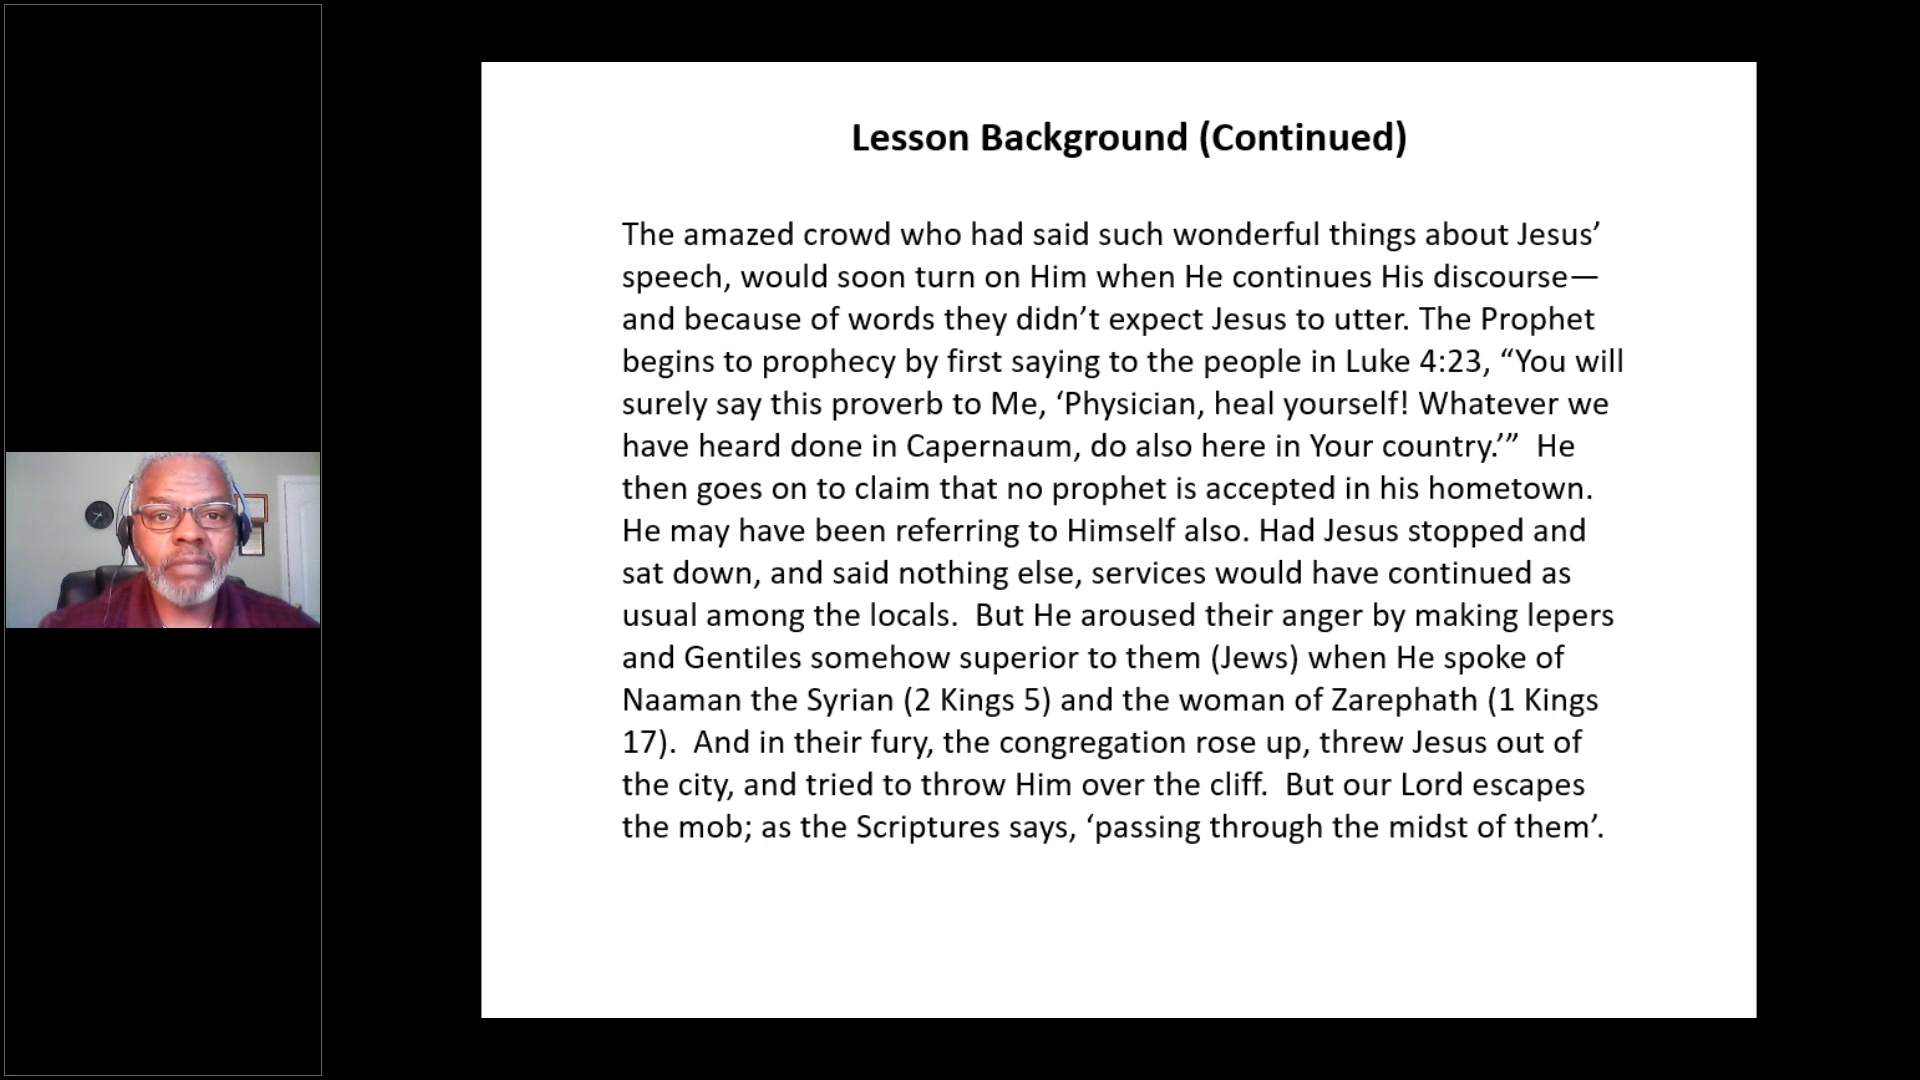 Lesson Background (Continued)
The amazed crowd who had said such wonderful things about Jesus’
speech, would soon turn on Him when He continues His discourse—
and because of words they didn’t expect Jesus to utter. The Prophet
begins to prophecy by first saying to the people in Luke 4:23, “You will
surely say this proverb to Me, ‘Physician, heal yourself! Whatever we
have heard done in Capernaum, do also here in Your country.’”  He
then goes on to claim that no prophet is accepted in his hometown.
He may have been referring to Himself also. Had Jesus stopped and
sat down, and said nothing else, services would have continued as
usual among the locals.  But He aroused their anger by making lepers
and Gentiles somehow superior to them (Jews) when He spoke of
Naaman the Syrian (2 Kings 5) and the woman of Zarephath (1 Kings
17).  And in their fury, the congregation rose up, threw Jesus out of
the city, and tried to throw Him over the cliff.  But our Lord escapes
the mob; as the Scriptures says, ‘passing through the midst of them’.